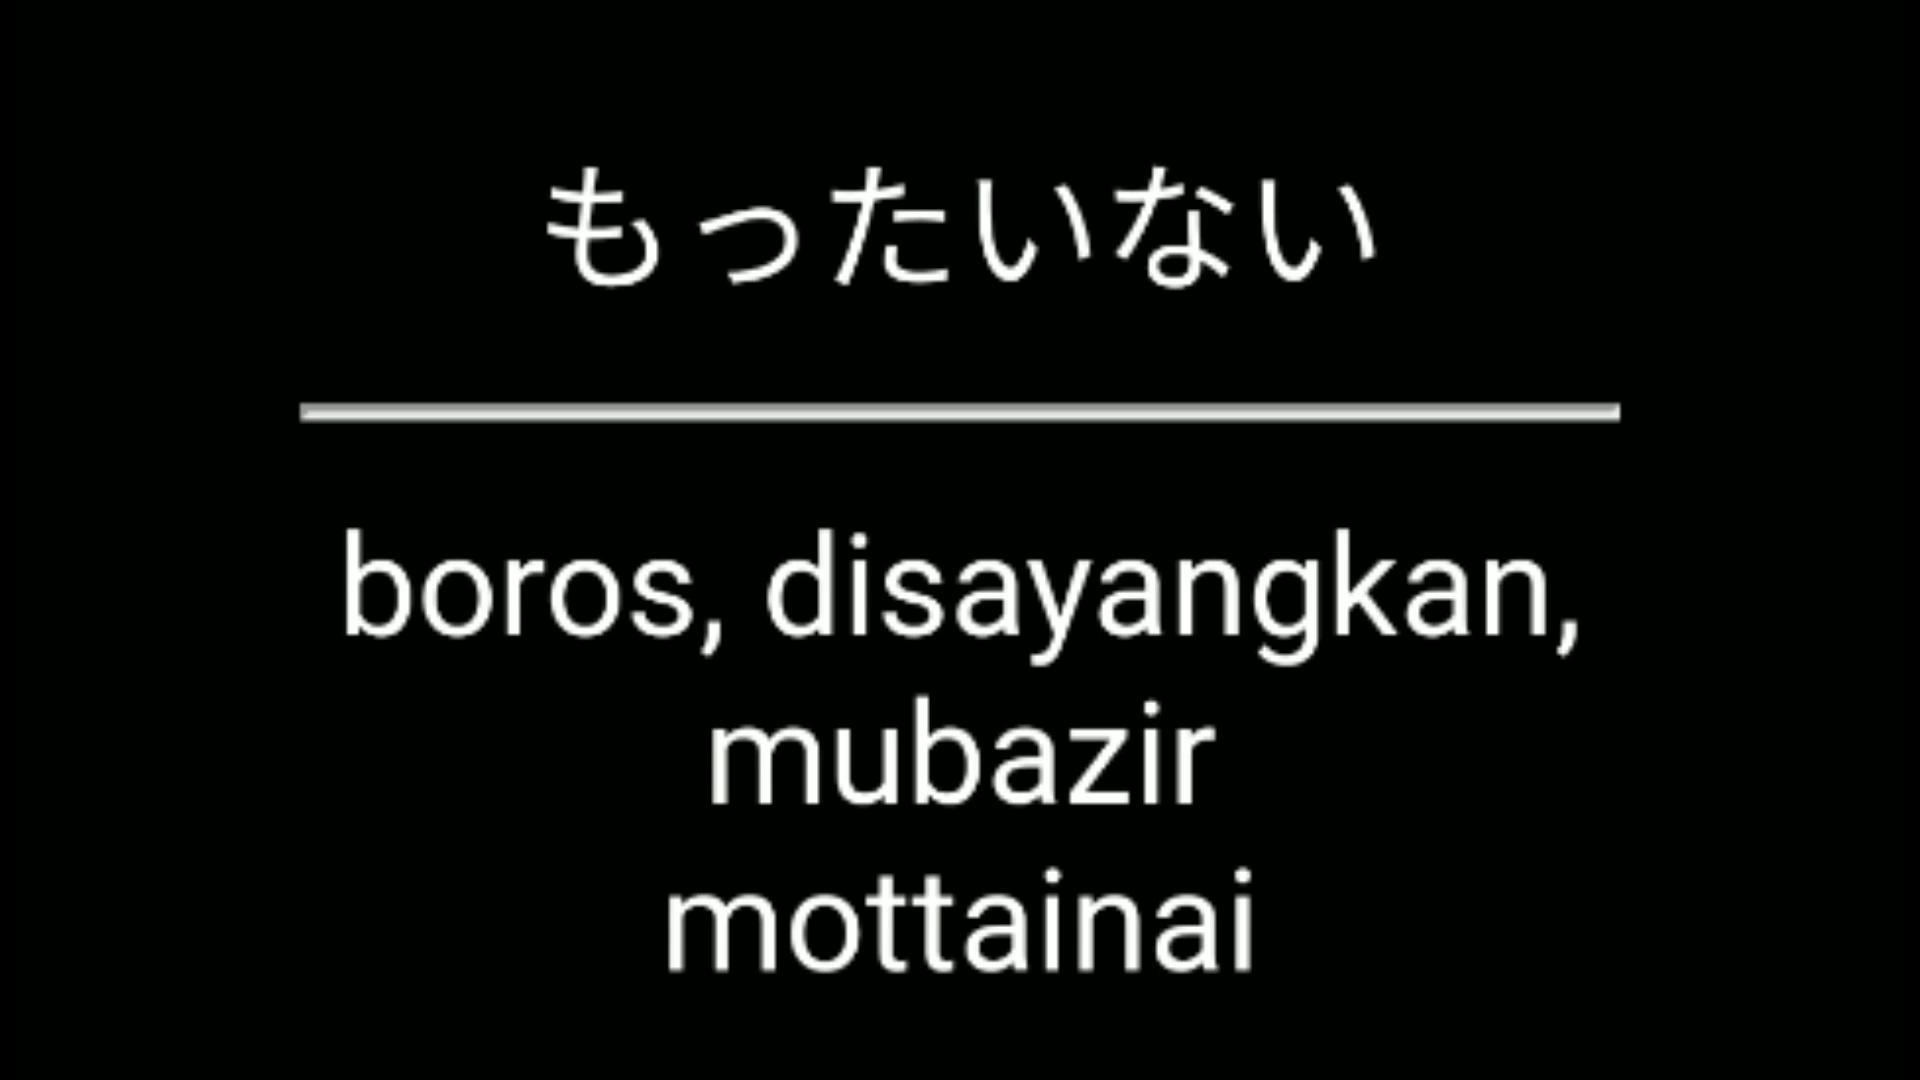 もったいない
boros, disayangkan,
mubazir
mottainai